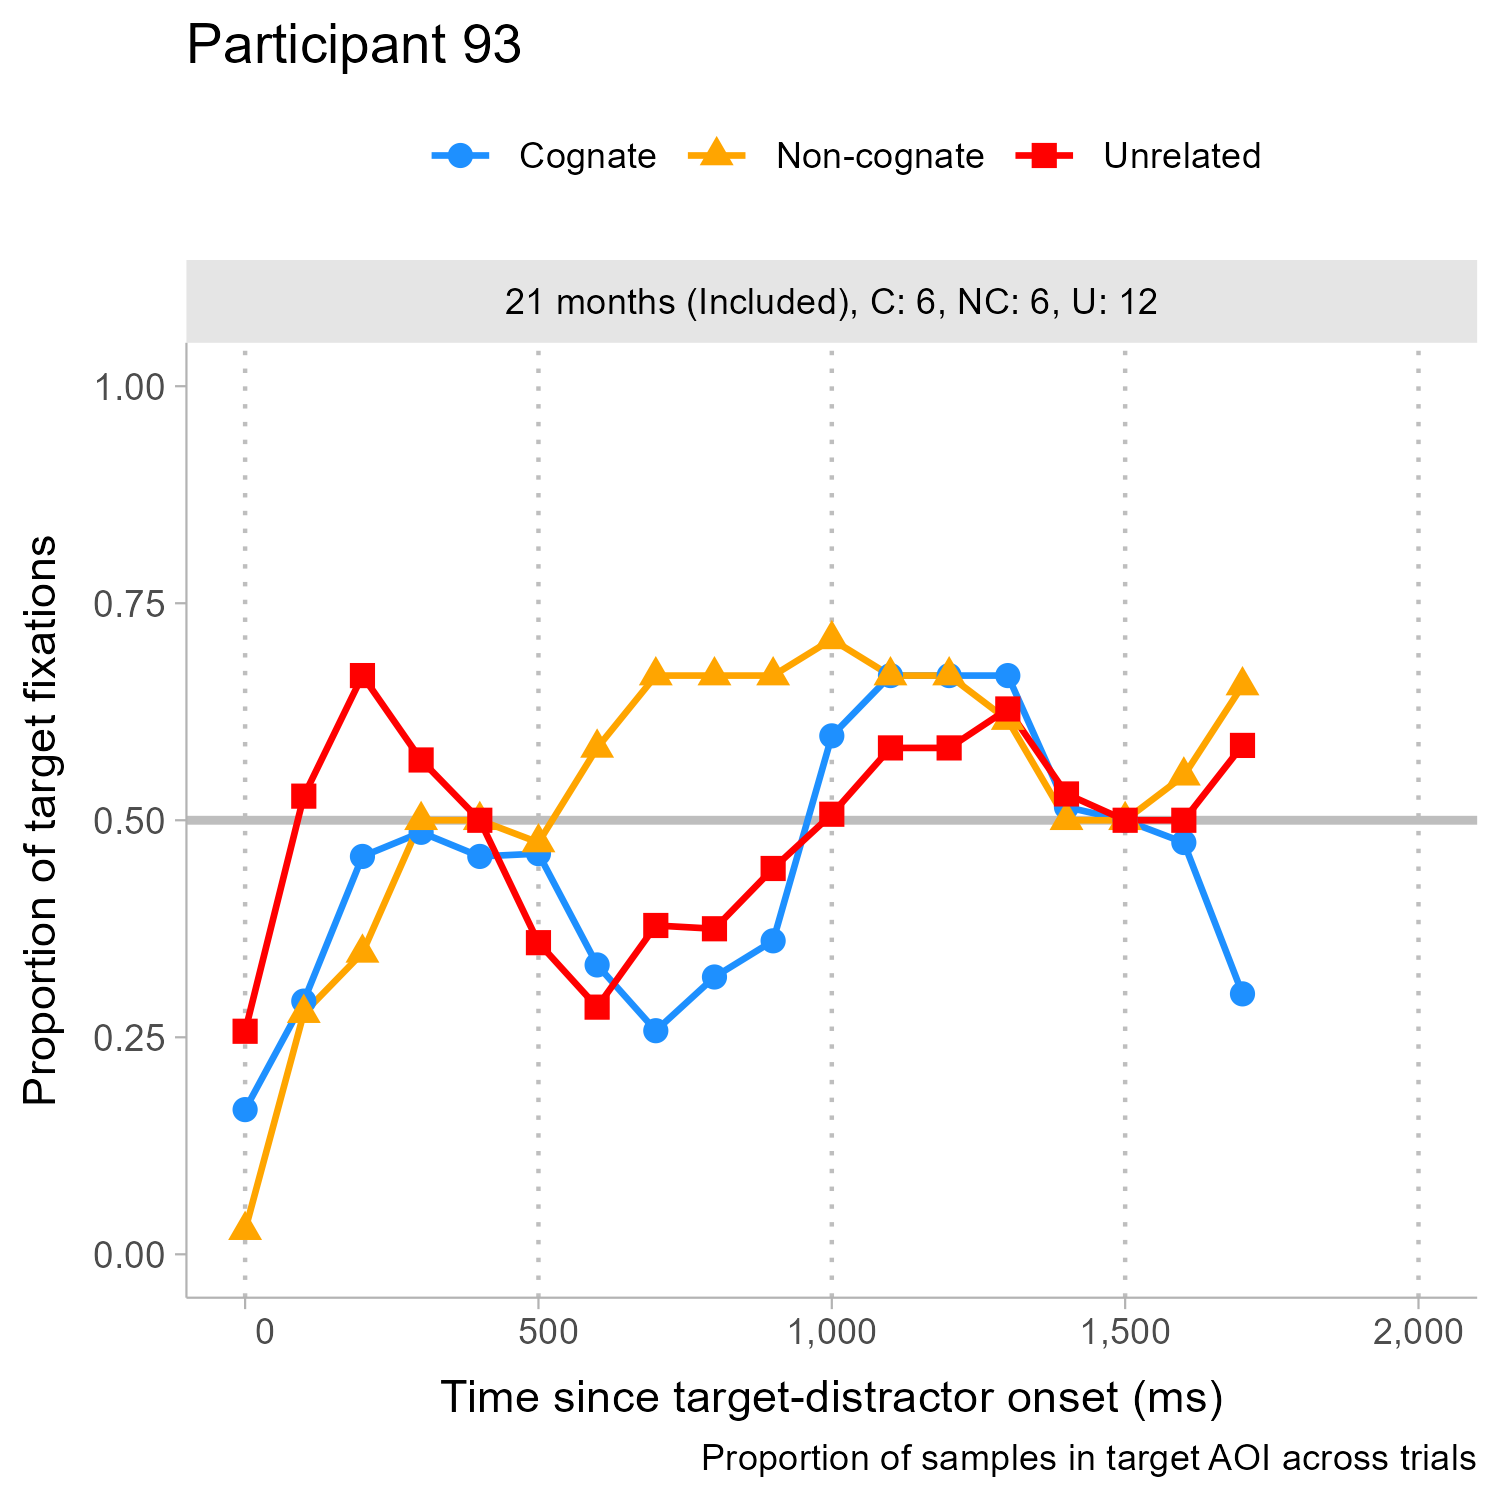 Participant 93
Cognate Non-cognate Unrelated
21 months (Included), C: 6, NC: 6, U: 12
1.00
0.75
0.50
0.25
0.00
Proportion of target fixations
0 500 1,000 1,500 2,000
Time since target-distractor onset (ms)
Proportion of samples in target AOI across trials